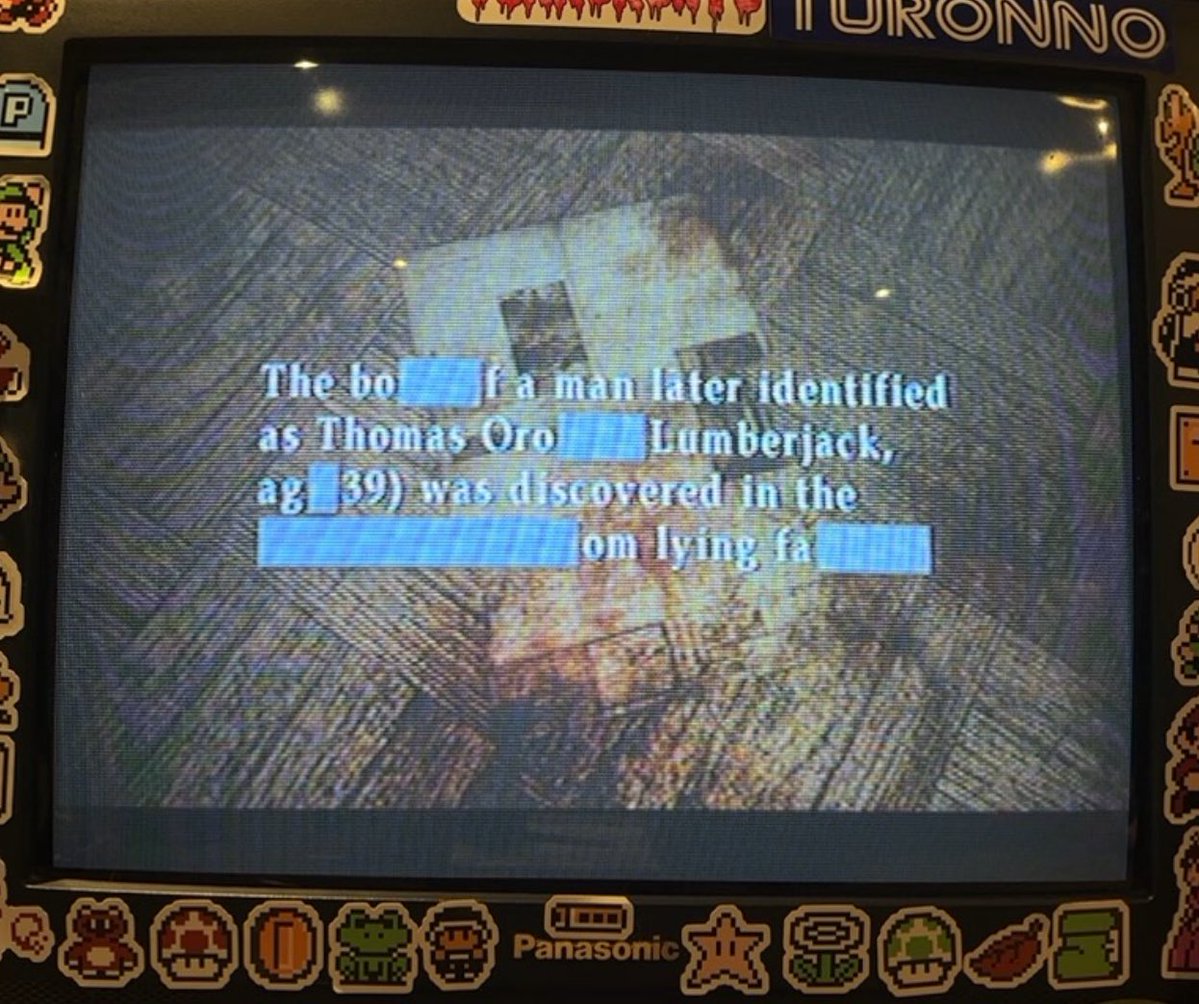 TURONNO
P
The bo f a man later identified
as Thomas Oro Lumberjack,
ag 39) was discovered in the
om lying fa
Panasonic